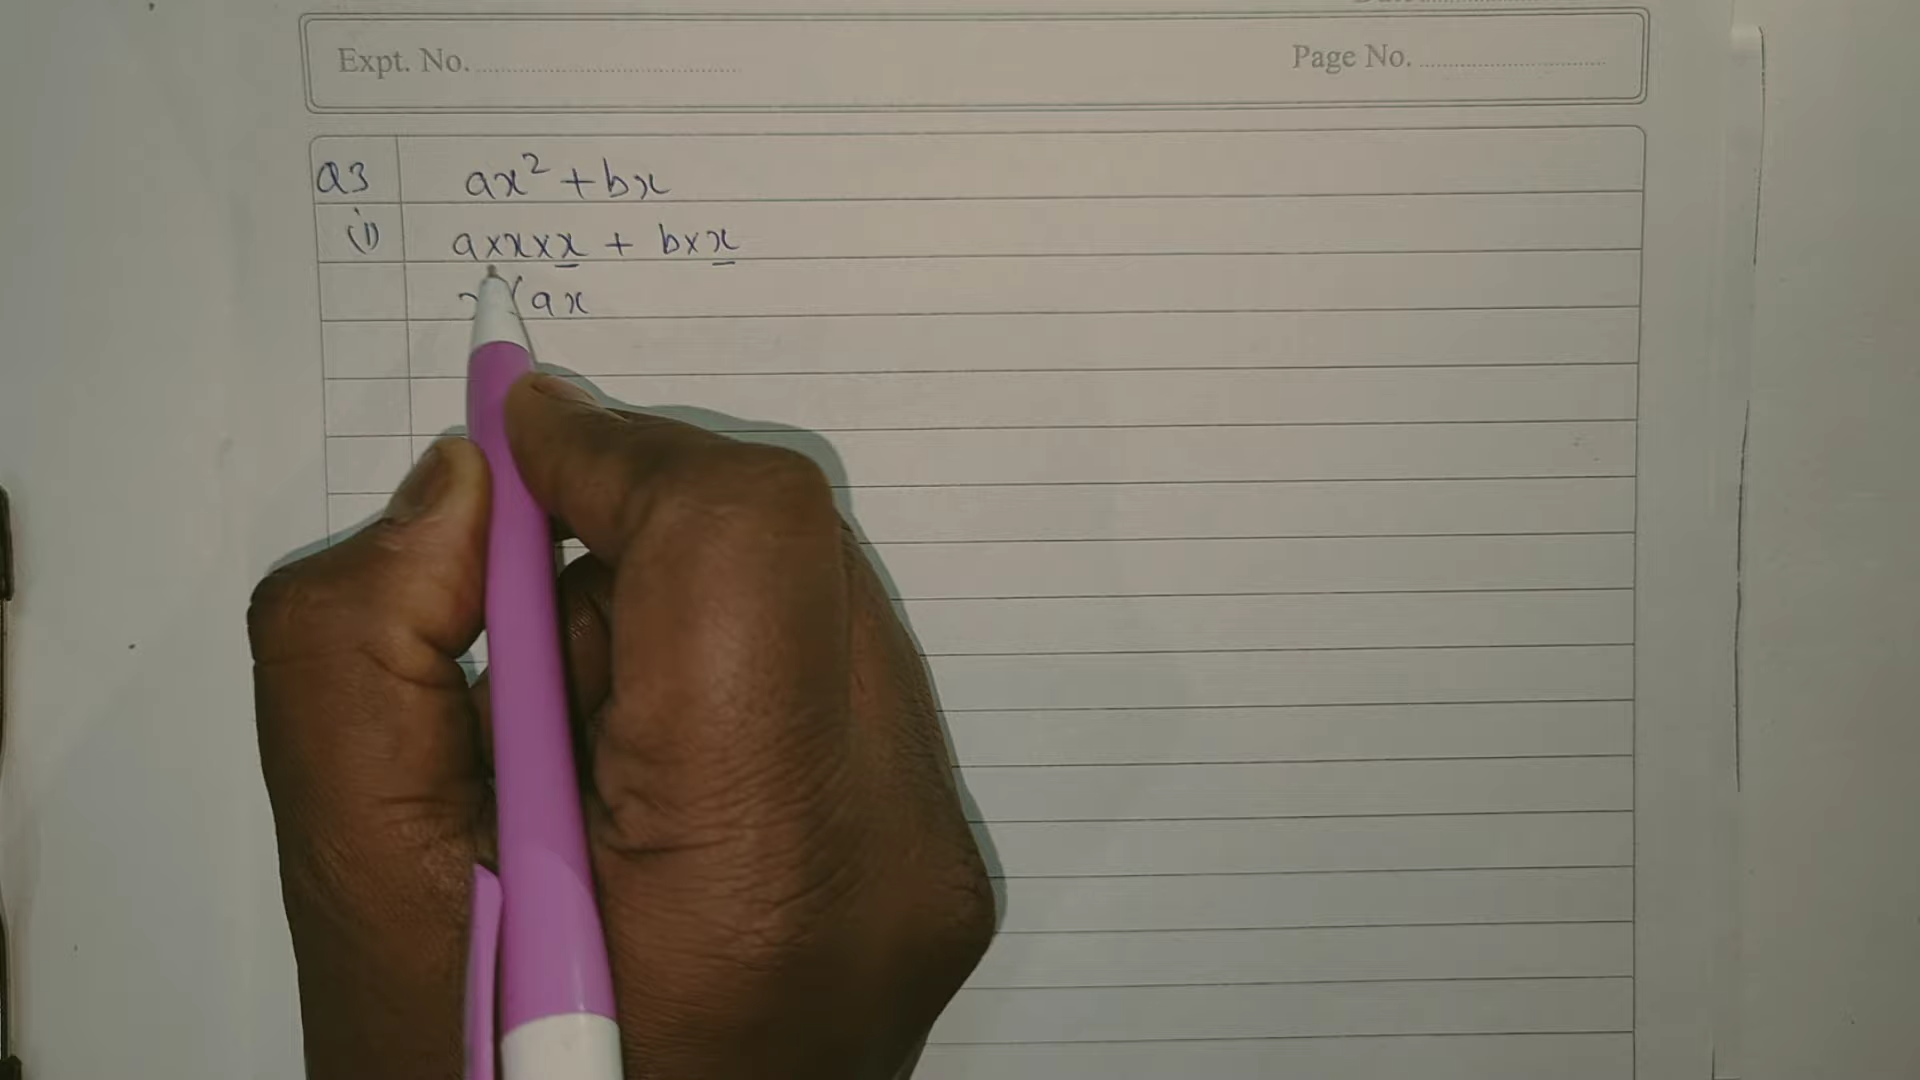 Expt. No. Page No.
Q3 ax² + bx
(i) a×x×x + b×x
(ax